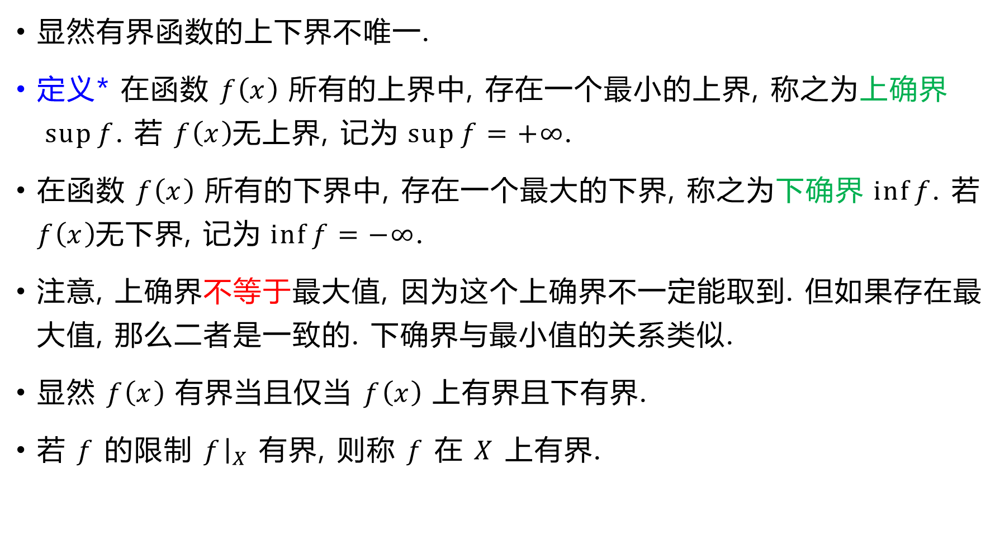 • 显然有界函数的上下界不唯一.
• 定义* 在函数 f(x) 所有的上界中, 存在一个最小的上界, 称之为上确界
sup f. 若 f(x)无上界, 记为 sup f = +∞.
• 在函数 f(x) 所有的下界中, 存在一个最大的下界, 称之为下确界 inf f. 若
f(x)无下界, 记为 inf f = −∞.
• 注意, 上确界不等于最大值, 因为这个上确界不一定能取到. 但如果存在最
大值, 那么二者是一致的. 下确界与最小值的关系类似.
• 显然 f(x) 有界当且仅当 f(x) 上有界且下有界.
• 若 f 的限制 f|_X 有界, 则称 f 在 X 上有界.